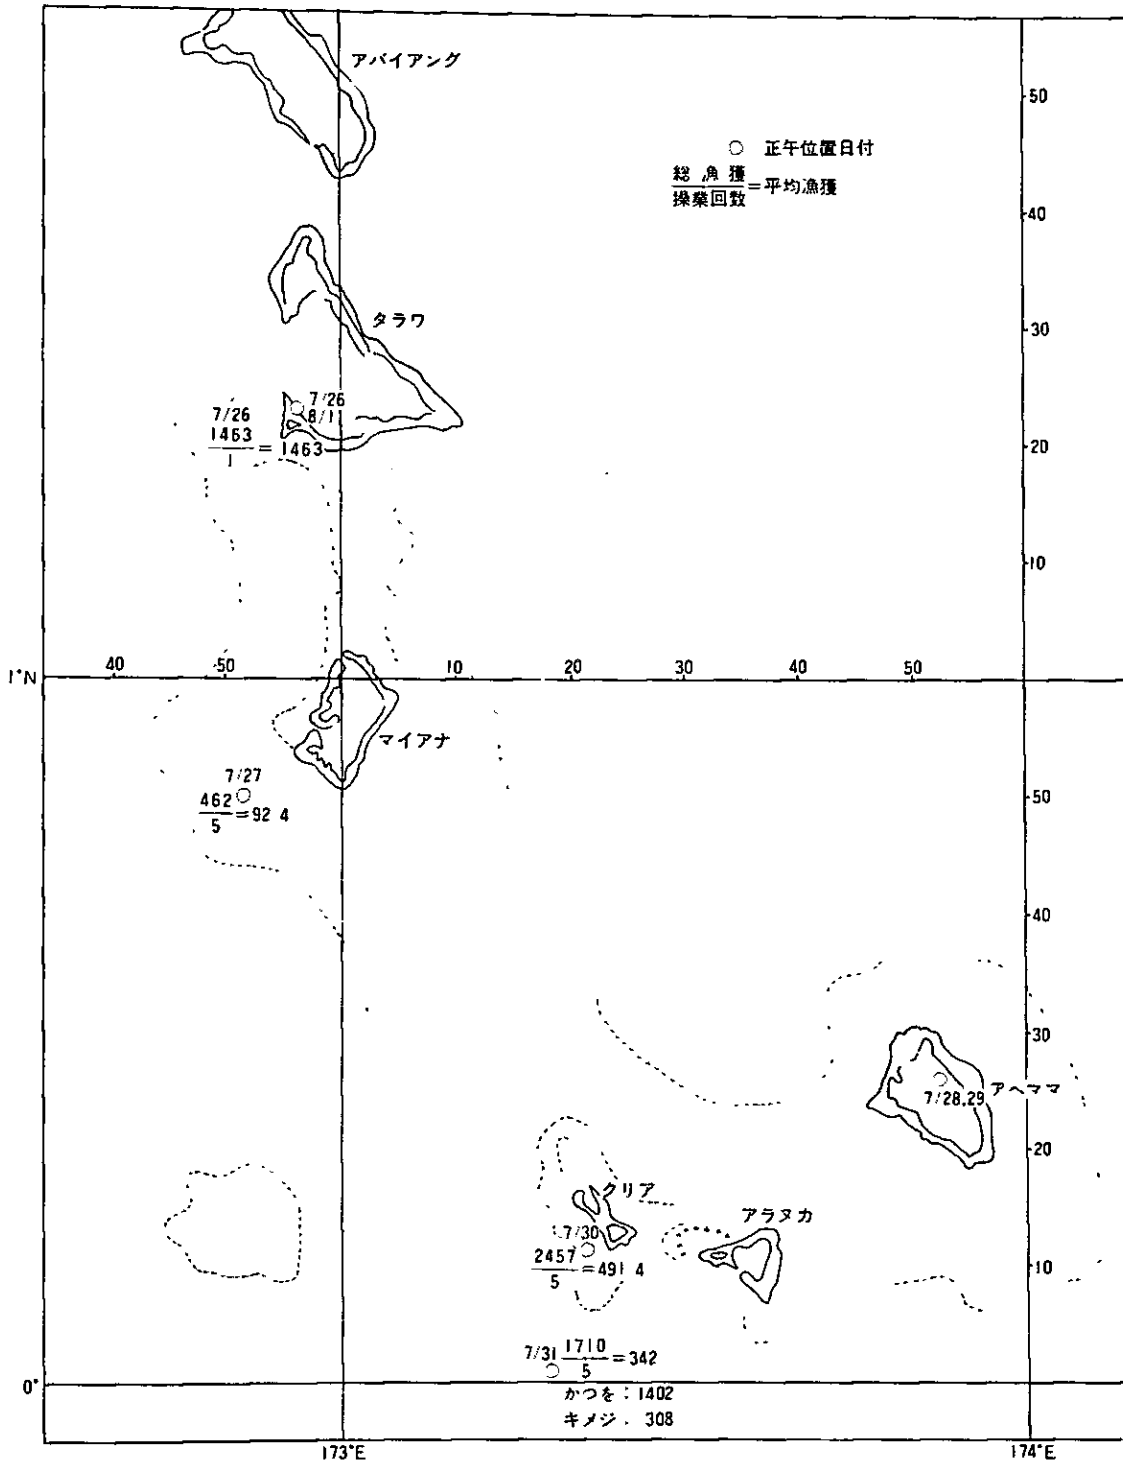 アバイアング
50
○ 正午位置日付
総漁獲
操業回数
=平均漁獲
40
30
タラワ
7/26
8/1
7/26
1463
1
= 1463
20
10
40
50
10
20
30
40
50
1°N
マイアナ
7/27
462
5
=92 4
50
40
30
アヘママ
7/28,29
20
クリア
アラヌカ
7/30
2457
5
=491 4
10
7/31
1710
5
=342
0°
かつを : 1402
キメジ . 308
173°E
174°E